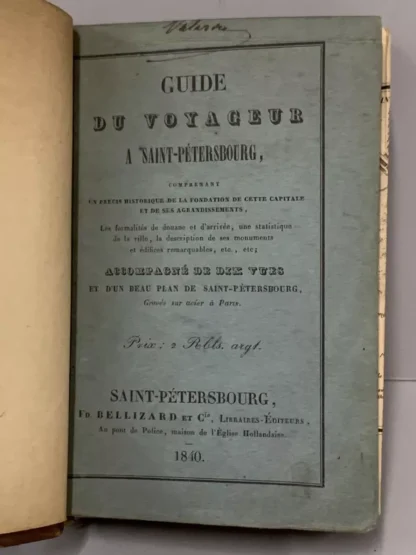 GUIDE
DU VOYAGEUR
A SAINT-PÉTERSBOURG,
COMPRENANT
UN PRÉCIS HISTORIQUE DE LA FONDATION DE CETTE CAPITALE
ET DE SES AGRANDISSEMENTS,
Les formalités de douane et d'arrivée, une statistique
de la ville, la description de ses monuments
et édifices remarquables, etc., etc;
ACCOMPAGNÉ DE DIX VUES
ET D'UN BEAU PLAN DE SAINT-PÉTERSBOURG,
Gravés sur acier à Paris.
Prix: 2 Rbls. argt.
SAINT-PÉTERSBOURG,
FD. BELLIZARD ET Cie, LIBRAIRES-ÉDITEURS,
Au pont de Police, maison de l'Église Hollandaise.
1840.